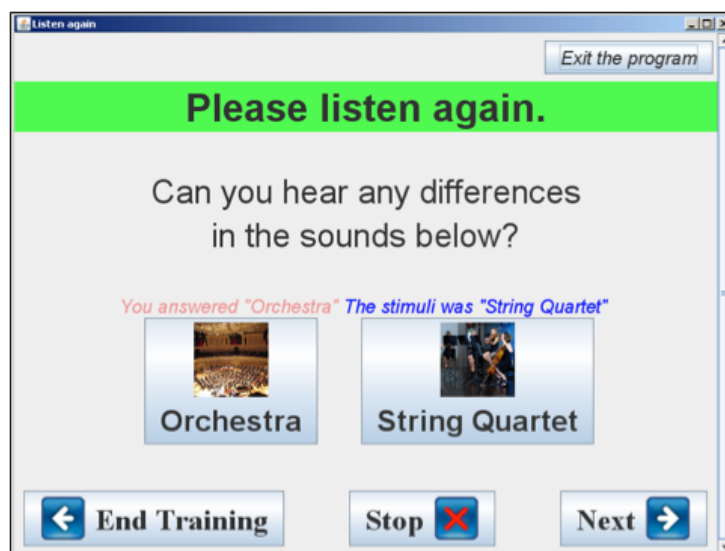 Listen again
Exit the program
Please listen again.
Can you hear any differences
in the sounds below?
You answered "Orchestra" The stimuli was "String Quartet"
Orchestra String Quartet
End Training Stop Next